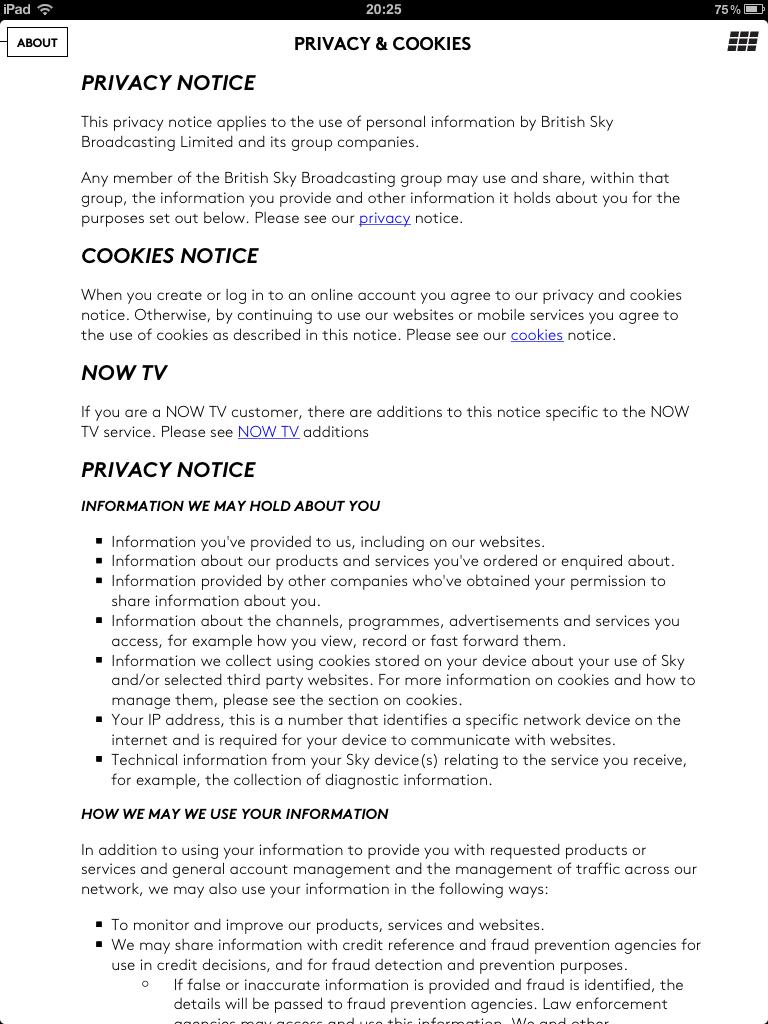 iPad 20:25 75%
ABOUT PRIVACY & COOKIES
PRIVACY NOTICE
This privacy notice applies to the use of personal information by British Sky
Broadcasting Limited and its group companies.
Any member of the British Sky Broadcasting group may use and share, within that
group, the information you provide and other information it holds about you for the
purposes set out below. Please see our privacy notice.
COOKIES NOTICE
When you create or log in to an online account you agree to our privacy and cookies
notice. Otherwise, by continuing to use our websites or mobile services you agree to
the use of cookies as described in this notice. Please see our cookies notice.
NOW TV
If you are a NOW TV customer, there are additions to this notice specific to the NOW
TV service. Please see NOW TV additions
PRIVACY NOTICE
INFORMATION WE MAY HOLD ABOUT YOU
▪ Information you've provided to us, including on our websites.
▪ Information about our products and services you've ordered or enquired about.
▪ Information provided by other companies who've obtained your permission to
share information about you.
▪ Information about the channels, programmes, advertisements and services you
access, for example how you view, record or fast forward them.
▪ Information we collect using cookies stored on your device about your use of Sky
and/or selected third party websites. For more information on cookies and how to
manage them, please see the section on cookies.
▪ Your IP address, this is a number that identifies a specific network device on the
internet and is required for your device to communicate with websites.
▪ Technical information from your Sky device(s) relating to the service you receive,
for example, the collection of diagnostic information.
HOW WE MAY WE USE YOUR INFORMATION
In addition to using your information to provide you with requested products or
services and general account management and the management of traffic across our
network, we may also use your information in the following ways:
▪ To monitor and improve our products, services and websites.
▪ We may share information with credit reference and fraud prevention agencies for
use in credit decisions, and for fraud detection and prevention purposes.
○ If false or inaccurate information is provided and fraud is identified, the
details will be passed to fraud prevention agencies. Law enforcement
agencies may access and use this information. We and other